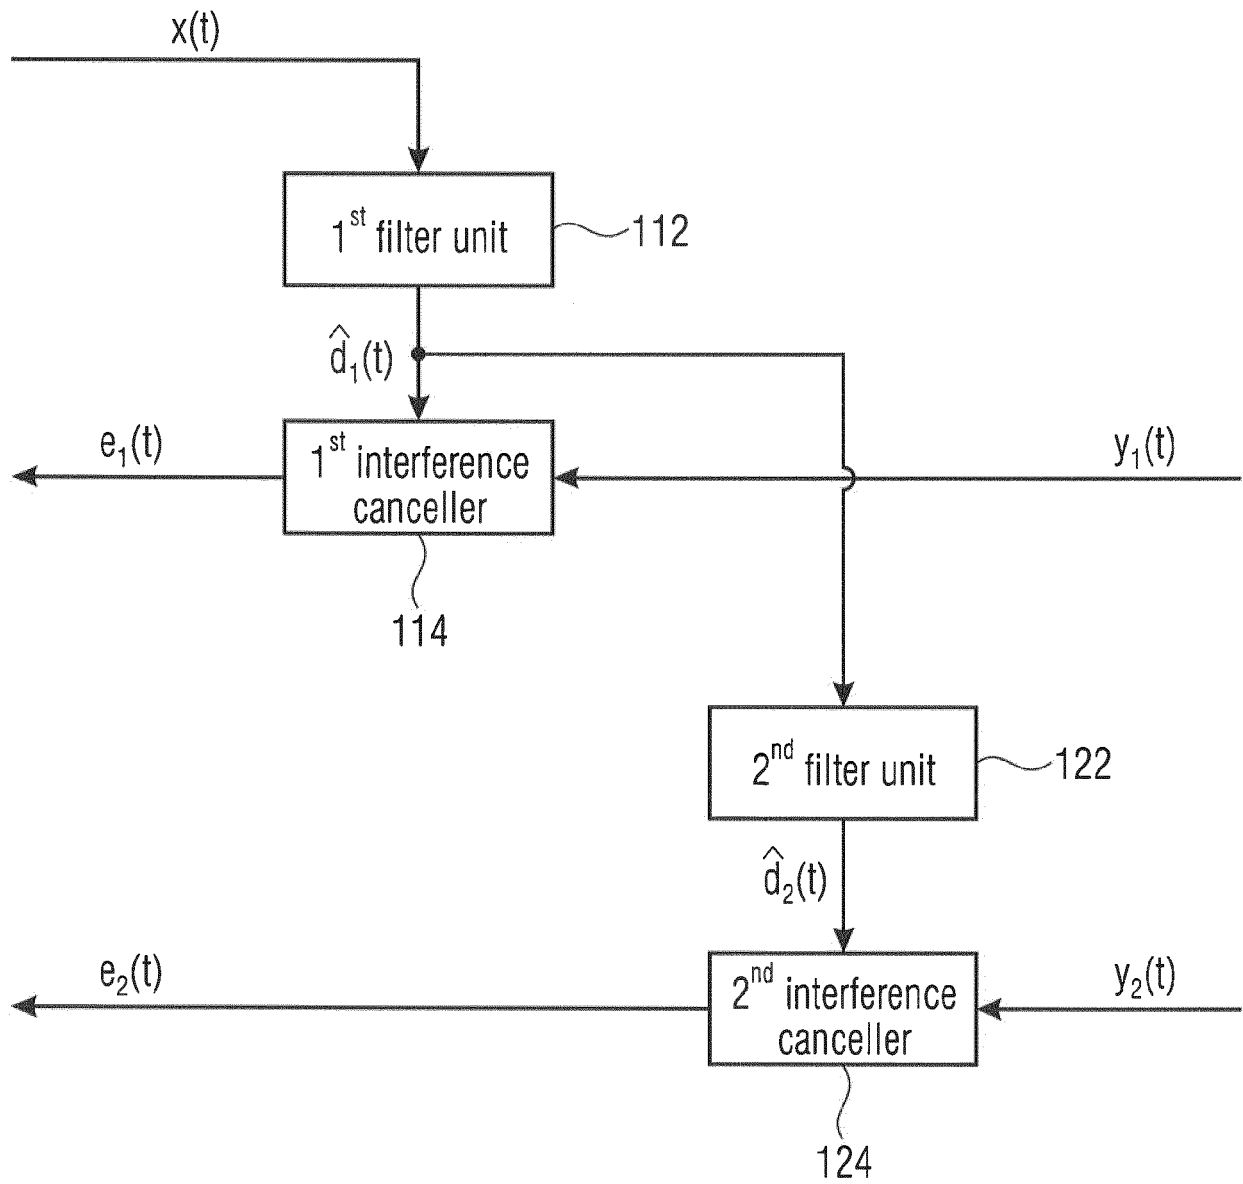 x(t)
1st filter unit
112
d̂₁(t)
e₁(t)
1st interference
canceller
y₁(t)
114
2nd filter unit
122
d̂₂(t)
e₂(t)
2nd interference
canceller
y₂(t)
124